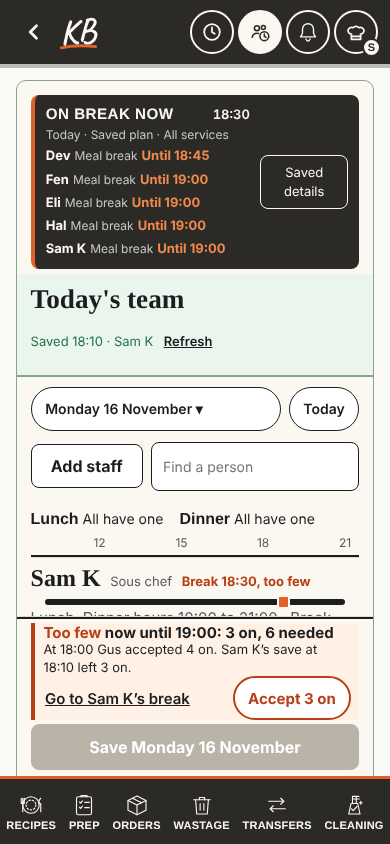 KB
S
ON BREAK NOW 18:30
Today · Saved plan · All services
Dev Meal break Until 18:45
Fen Meal break Until 19:00
Eli Meal break Until 19:00
Hal Meal break Until 19:00
Sam K Meal break Until 19:00
Saved
details
Today's team
Saved 18:10 · Sam K Refresh
Monday 16 November ▾
Today
Add staff
Find a person
Lunch All have one Dinner All have one
12 15 18 21
Sam K Sous chef Break 18:30, too few
Too few now until 19:00: 3 on, 6 needed
At 18:00 Gus accepted 4 on. Sam K’s save at
18:10 left 3 on.
Go to Sam K’s break
Accept 3 on
Save Monday 16 November
RECIPES PREP ORDERS WASTAGE TRANSFERS CLEANING